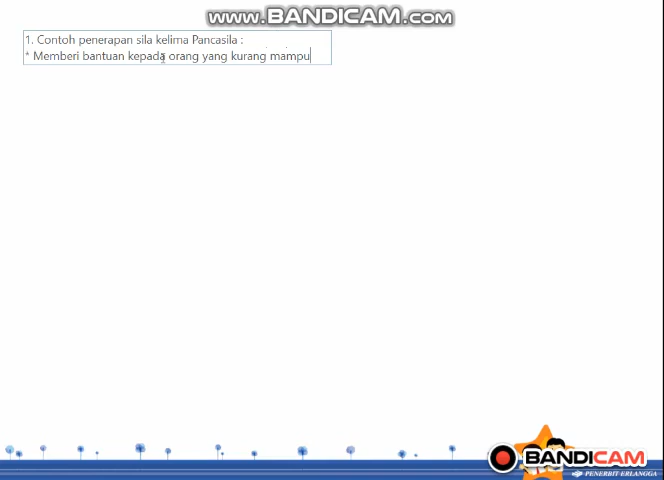 www.BANDICAM.com
1. Contoh penerapan sila kelima Pancasila :
* Memberi bantuan kepada orang yang kurang mampu
BANDICAM
PENERBIT ERLANGGA